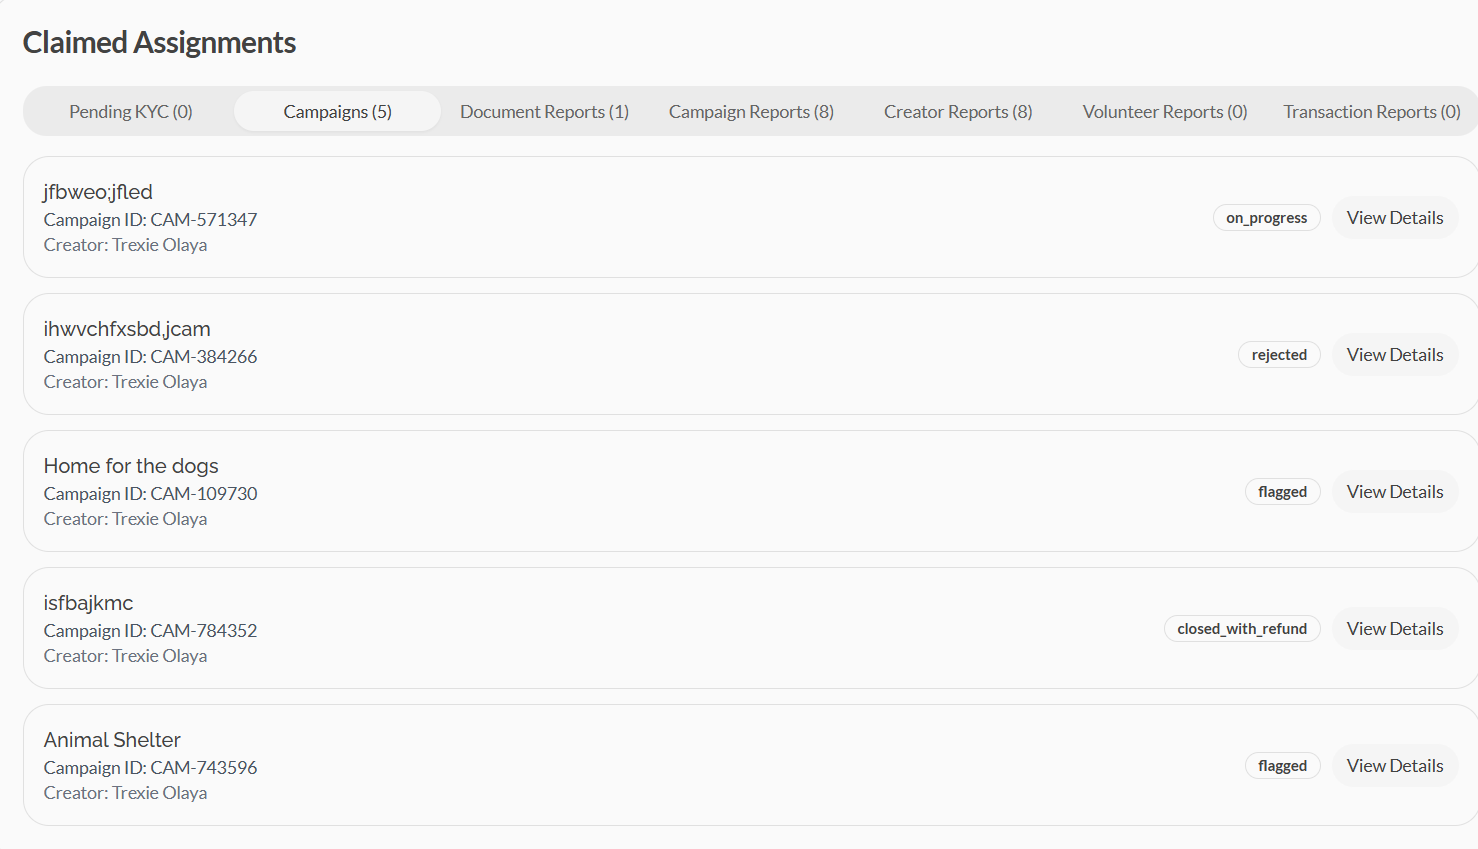 Claimed Assignments
Pending KYC (0) Campaigns (5) Document Reports (1) Campaign Reports (8) Creator Reports (8) Volunteer Reports (0) Transaction Reports (0)
jfbweo;jfled
Campaign ID: CAM-571347
Creator: Trexie Olaya
on_progress View Details
ihwvchfxsbd,jcam
Campaign ID: CAM-384266
Creator: Trexie Olaya
rejected View Details
Home for the dogs
Campaign ID: CAM-109730
Creator: Trexie Olaya
flagged View Details
isfbajkmc
Campaign ID: CAM-784352
Creator: Trexie Olaya
closed_with_refund View Details
Animal Shelter
Campaign ID: CAM-743596
Creator: Trexie Olaya
flagged View Details